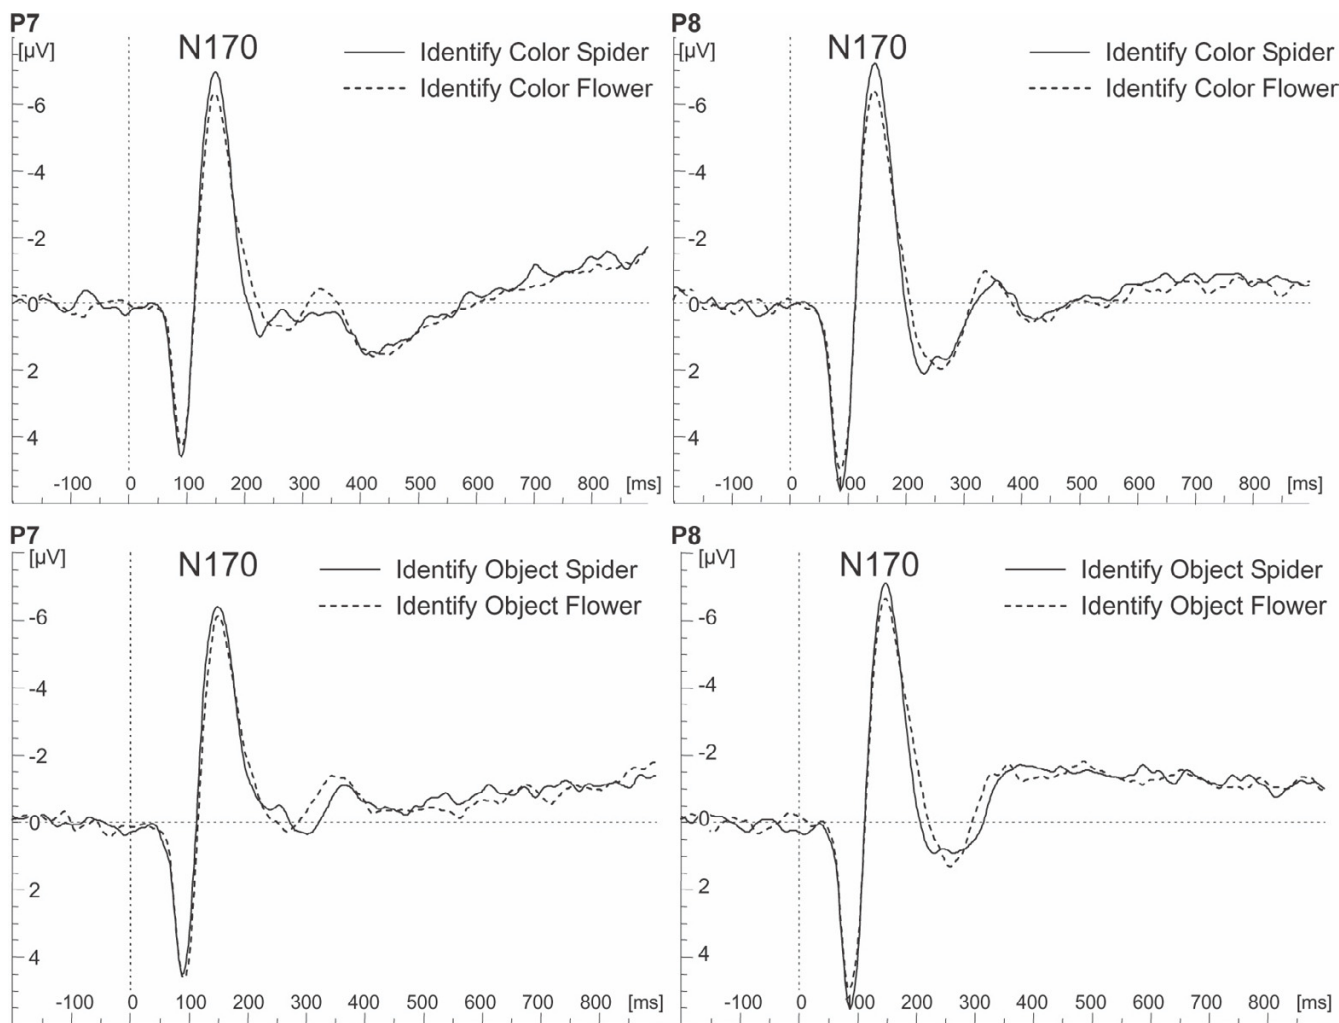 P7
[µV]
N170
Identify Color Spider
Identify Color Flower
-6
-4
-2
0
2
4
-100 0 100 200 300 400 500 600 700 800 [ms]
P8
[µV]
N170
Identify Color Spider
Identify Color Flower
-6
-4
-2
0
2
4
-100 0 100 200 300 400 500 600 700 800 [ms]
P7
[µV]
N170
Identify Object Spider
Identify Object Flower
-6
-4
-2
0
2
4
-100 0 100 200 300 400 500 600 700 800 [ms]
P8
[µV]
N170
Identify Object Spider
Identify Object Flower
-6
-4
-2
0
2
4
-100 0 100 200 300 400 500 600 700 800 [ms]